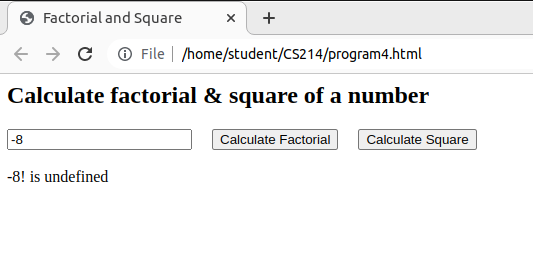 Factorial and Square
File | /home/student/CS214/program4.html
Calculate factorial & square of a number
-8 Calculate Factorial Calculate Square
-8! is undefined